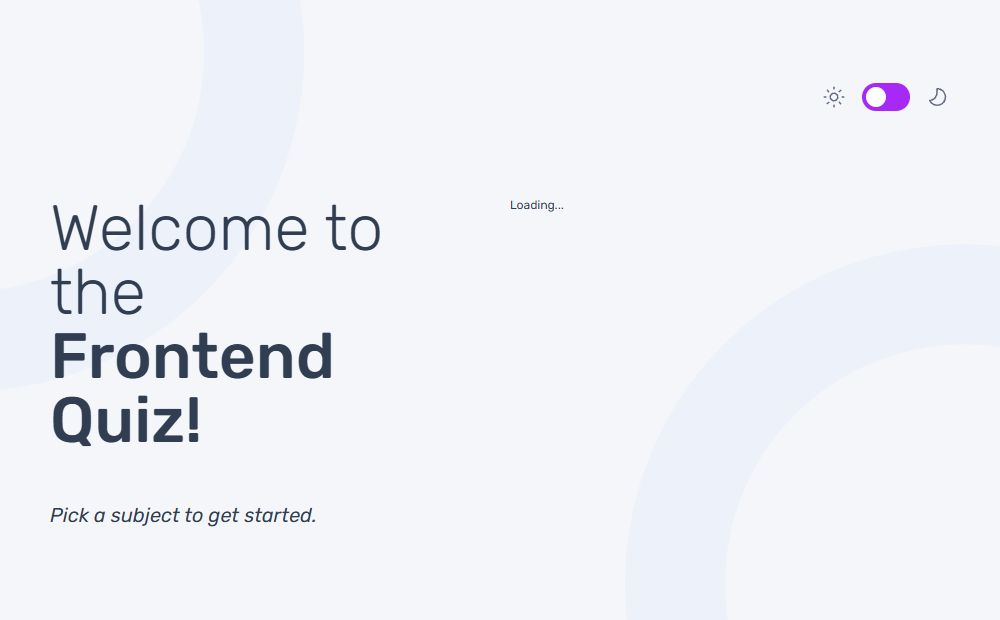 Welcome to
the
Frontend
Quiz!
Pick a subject to get started.
Loading...